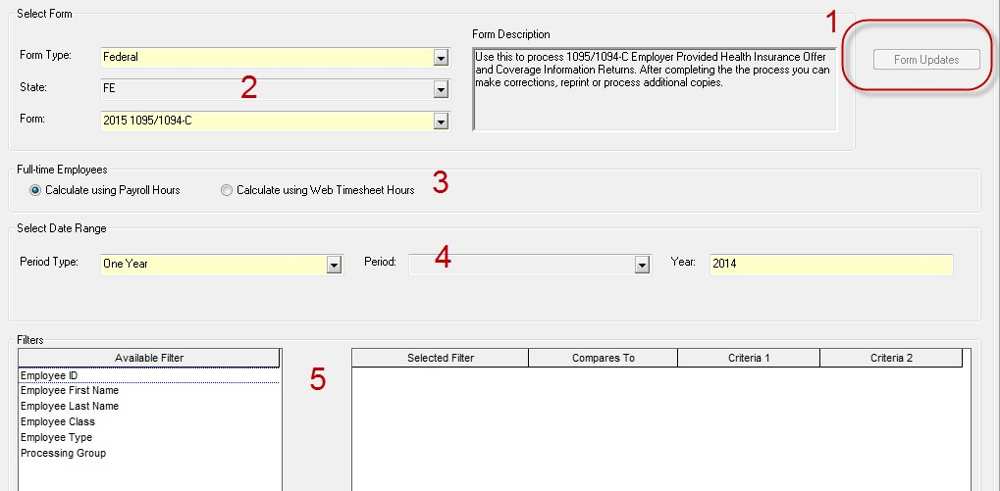 Select Form
1
Form Description
Form Type: Federal
Use this to process 1095/1094-C Employer Provided Health Insurance Offer
and Coverage Information Returns. After completing the the process you can
make corrections, reprint or process additional copies.
Form Updates
State: FE
2
Form: 2015 1095/1094-C
Full-time Employees
Calculate using Payroll Hours Calculate using Web Timesheet Hours
3
Select Date Range
Period Type: One Year Period: 4 Year: 2014
Filters
Available Filter
Employee ID
Employee First Name
Employee Last Name
Employee Class
Employee Type
Processing Group
5
Selected Filter Compares To Criteria 1 Criteria 2